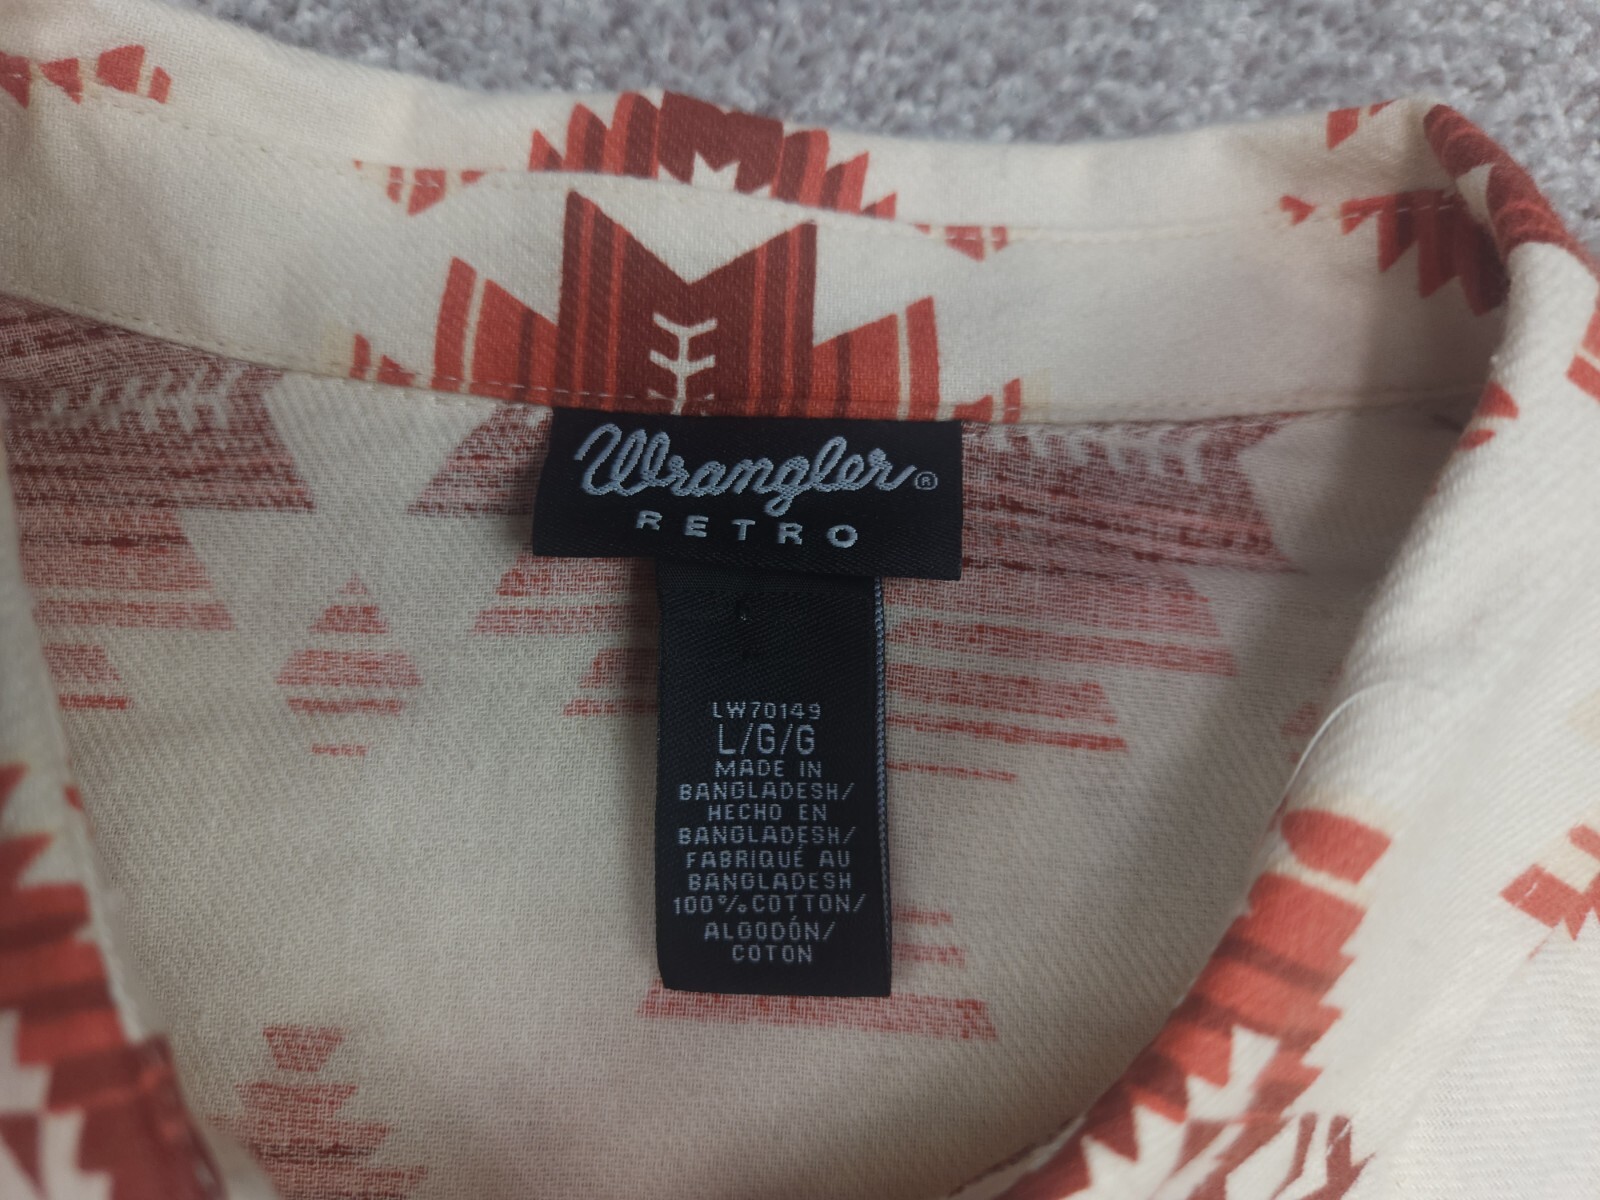 Wrangler®
RETRO
LW70149
L/G/G
MADE IN
BANGLADESH/
HECHO EN
BANGLADESH/
FABRIQUÉ AU
BANGLADESH
100% COTTON/
ALGODÓN/
COTON